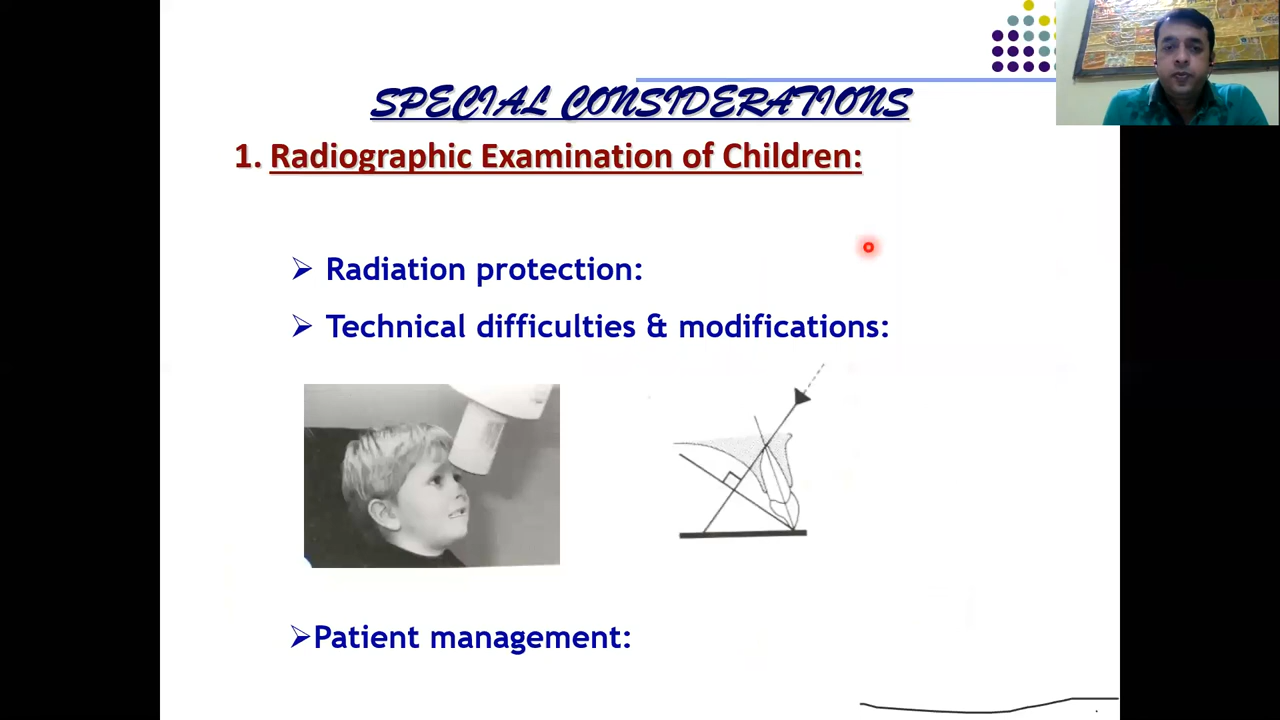 SPECIAL CONSIDERATIONS
1. Radiographic Examination of Children:
➢ Radiation protection:
➢ Technical difficulties & modifications:
➢Patient management: